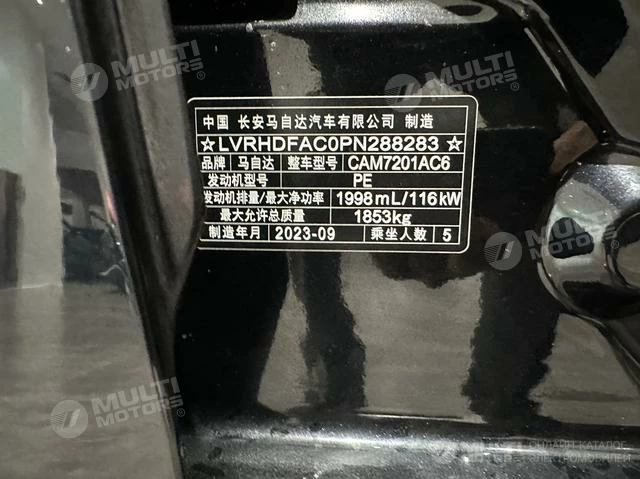 MULTI MOTORS
MULTI MOTORS
中国 长安马自达汽车有限公司 制造
☆LVRHDFAC0PN288283☆
品牌 马自达 整车型号 CAM7201AC6
发动机型号 PE
发动机排量/最大净功率 1998mL/116kW
最大允许总质量 1853kg
制造年月 2023-09 乘坐人数 5
MULTI MOTORS
MULTI MOTORS
ОНЛАЙН-КАТАЛОГ